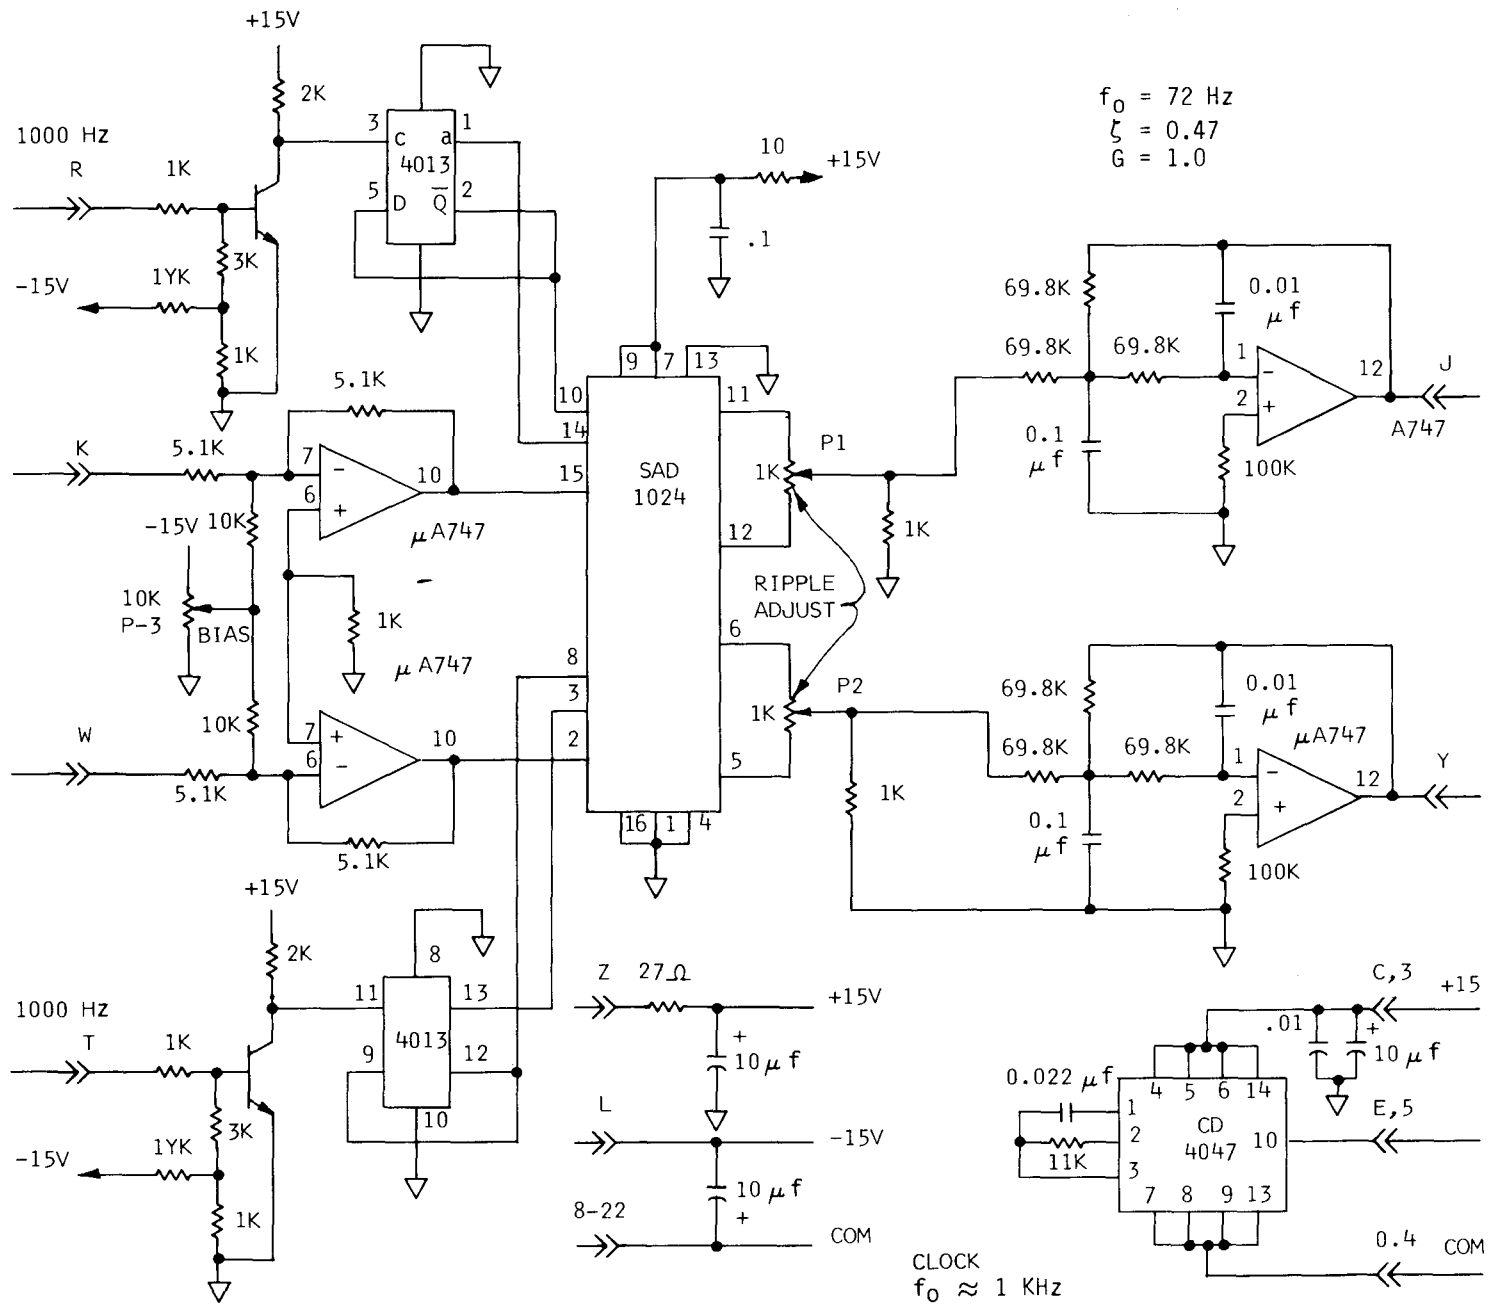 +15V
2K
1000 Hz
R
1K
3K
1YK
-15V
1K
3
C
a
1
4013
5
D
Q̅
2
10
+15V
.1
f₀ = 72 Hz
ζ = 0.47
G = 1.0
K
5.1K
5.1K
7
-
6
+
10
μA747
10K
-15V
10K
P-3
BIAS
1K
μA747
10K
W
5.1K
7
+
6
-
10
5.1K
9
7
13
10
14
15
SAD
1024
11
12
8
3
2
6
5
16
1
4
1K
P1
1K
RIPPLE
ADJUST
1K
P2
1K
69.8K
69.8K
69.8K
0.01
μf
0.1
μf
1
-
2
+
12
J
A747
100K
69.8K
69.8K
69.8K
0.01
μf
μA747
0.1
μf
1
-
2
+
12
Y
100K
+15V
2K
1000 Hz
T
1K
3K
1YK
-15V
1K
8
11
13
4013
9
12
10
Z
27Ω
+15V
+
10μf
L
-15V
10μf
+
8-22
COM
C,3
+15
.01
+
10μf
0.022 μf
4
5
6
14
1
2
3
CD
4047
10
11K
E,5
7
8
9
13
0.4
COM
CLOCK
f₀ ≈ 1 KHz